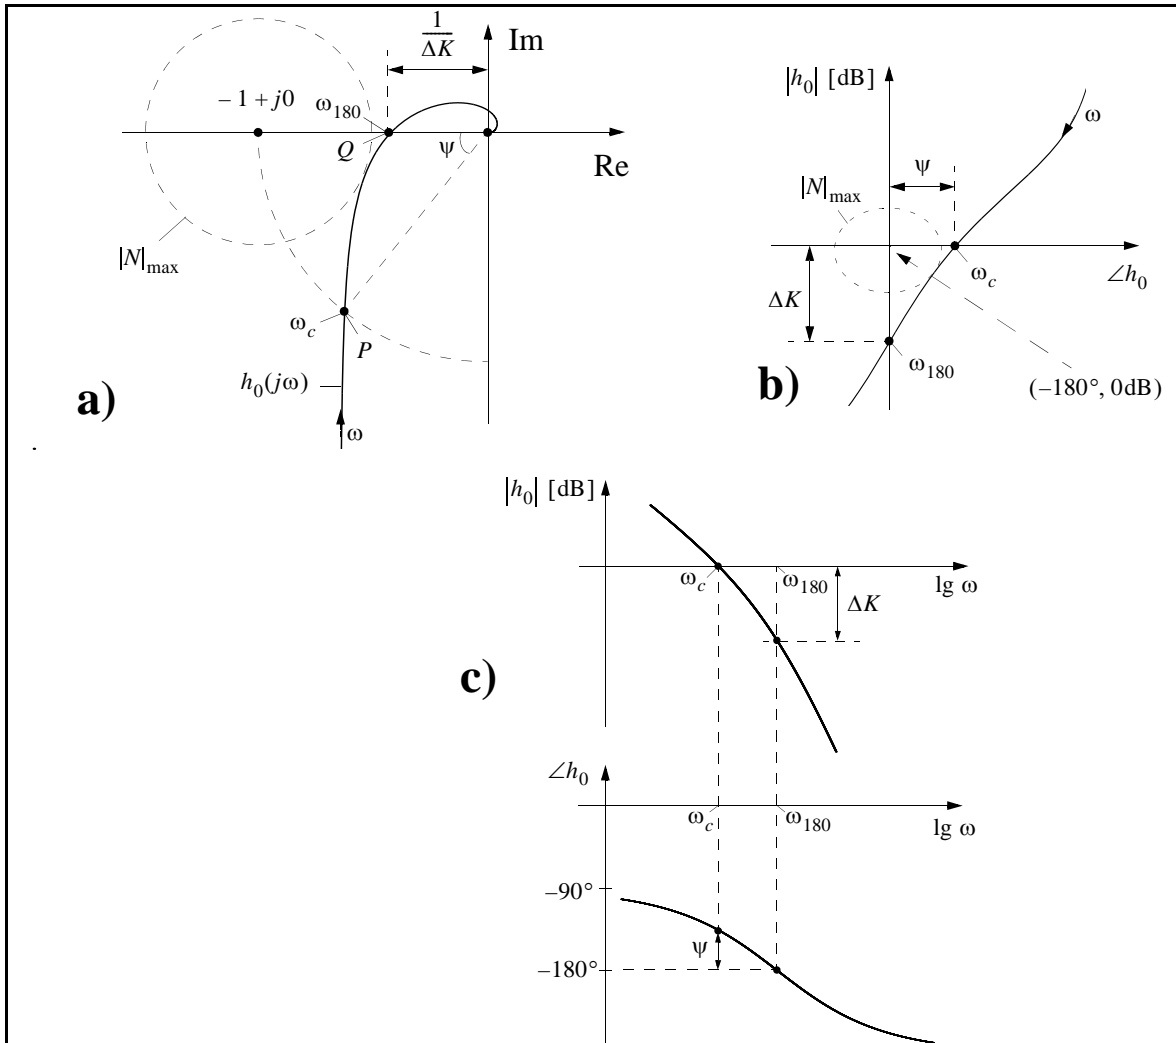 1
ΔK
Im
−1 + j0
ω180
Q
ψ
Re
|N|max
ωc
P
h0(jω)
a)
ω
|h0| [dB]
ω
ψ
|N|max
ωc
∠h0
ΔK
ω180
b)
(−180°, 0dB)
|h0| [dB]
ωc
ω180
lg ω
ΔK
c)
∠h0
ωc
ω180
lg ω
−90°
ψ
−180°